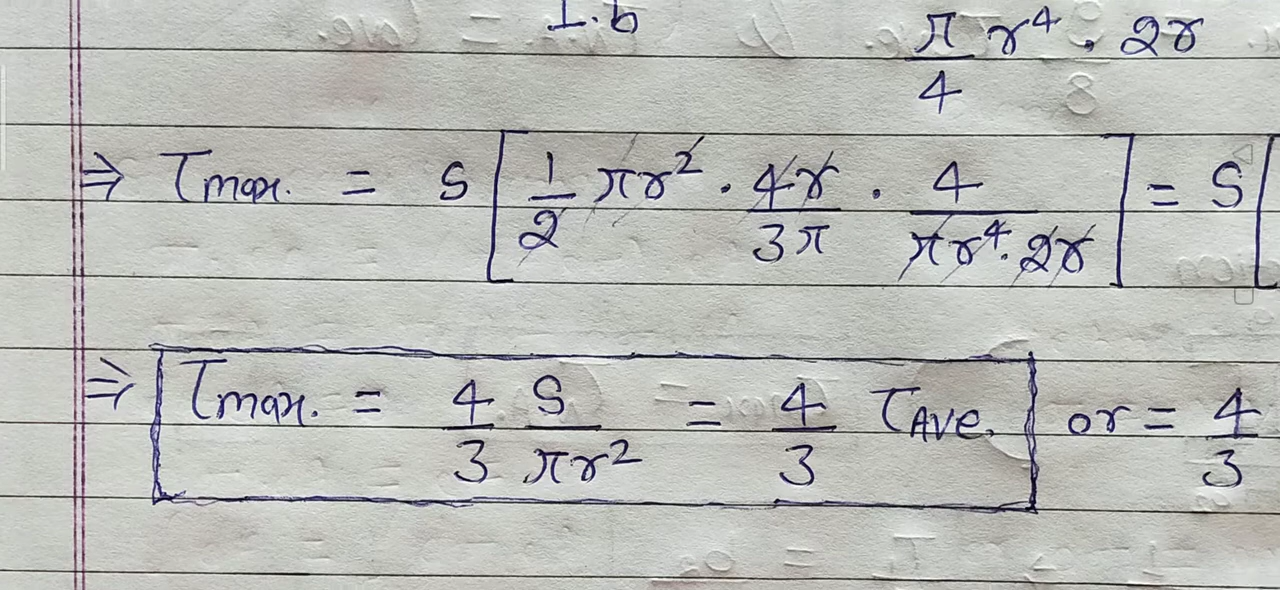 I.b π/4 r⁴ . 2r
⇒ τmax. = S [ 1/2 πr² . 4r/3π . 4/πr⁴.2r ] = S [
⇒ τmax. = 4/3 S/πr² = 4/3 τAve. or = 4/3